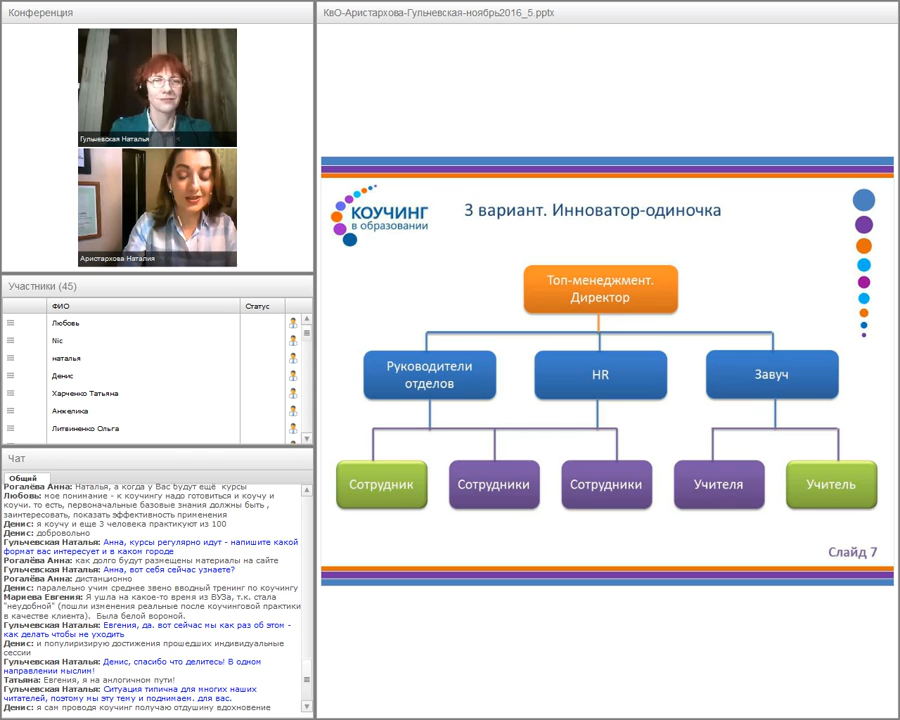 Конференция
Гульчевская Наталья
Аристархова Наталия
Участники (45)
ФИО
Статус
Любовь
Nic
наталья
Денис
Харченко Татьяна
Анжелика
Литвиненко Ольга
Чат
Общий
Рогалёва Анна: Наталья, а когда у Вас будут ещё курсы
Любовь: мое понимание - к коучингу надо готовиться и коучу и
коучи. то есть, первоначальные базовые знания должны быть ,
заинтересовать, показать эффективность применения
Денис: я коучу и еще 3 человека практикуют из 100
Денис: добровольно
Гульчевская Наталья: Анна, курсы регулярно идут - напишите какой
формат вас интересует и в каком городе
Рогалёва Анна: как долго будут размещены материалы на сайте
Гульчевская Наталья: Анна, вот себя сейчас узнаете?
Рогалёва Анна: дистанционно
Денис: паралельно учим среднее звено вводный тренинг по коучингу
Мариева Евгения: Я ушла на какое-то время из ВУЗа, т.к. стала
"неудобной" (пошли изменения реальные после коучинговой практики
в качестве клиента). Была белой вороной.
Гульчевская Наталья: Евгения, да. вот сейчас мы как раз об этом -
как делать чтобы не уходить
Денис: и популиризирую достижения прошедших индивидуальные
сессии
Гульчевская Наталья: Денис, спасибо что делитесь! В одном
направлении мыслим!
Татьяна: Евгения, я на анлогичном пути!
Гульчевская Наталья: Ситуация типична для многих наших
читателей, поэтому мы эту тему и поднимаем. для вас.
Денис: я сам проводя коучинг получаю отдушину вдохновение
КвО-Аристархова-Гульчевская-ноябрь2016_5.pptx
КОУЧИНГ
в образовании
3 вариант. Инноватор-одиночка
Топ-менеджмент.
Директор
Руководители
отделов
HR
Завуч
Сотрудник
Сотрудники
Сотрудники
Учителя
Учитель
Слайд 7